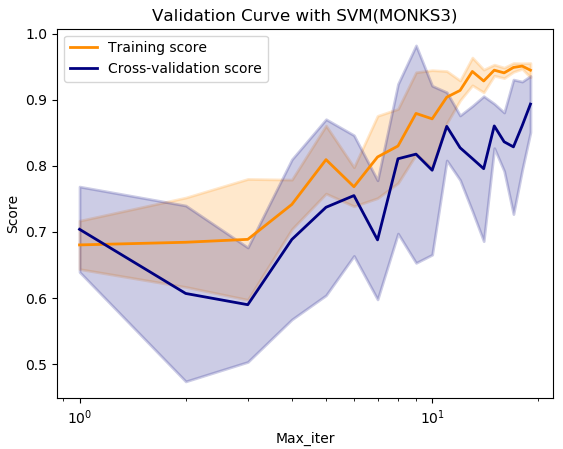 Validation Curve with SVM(MONKS3)
Training score
Cross-validation score
1.0
0.9
0.8
0.7
0.6
0.5
Score
10⁰
10¹
Max_iter